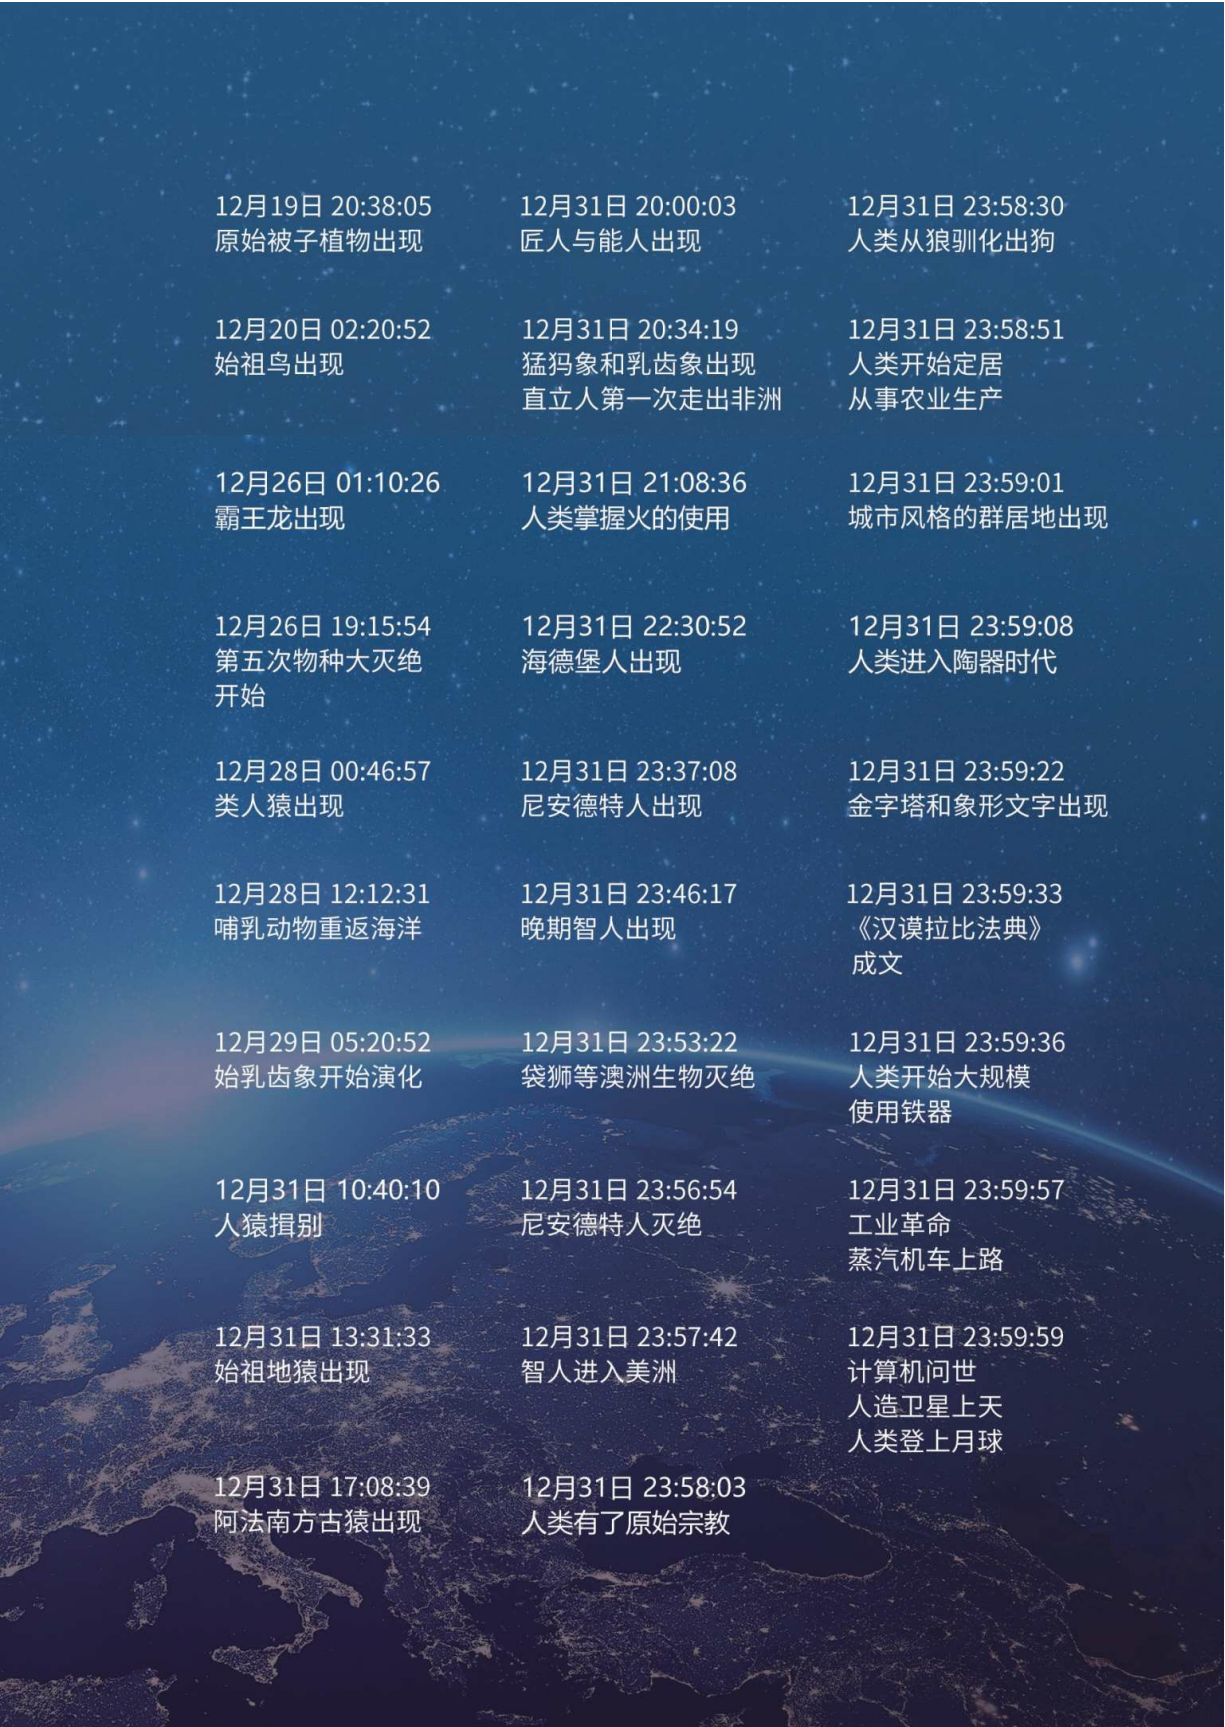 12月19日 20:38:05
原始被子植物出现
12月20日 02:20:52
始祖鸟出现
12月26日 01:10:26
霸王龙出现
12月26日 19:15:54
第五次物种大灭绝
开始
12月28日 00:46:57
类人猿出现
12月28日 12:12:31
哺乳动物重返海洋
12月29日 05:20:52
始乳齿象开始演化
12月31日 10:40:10
人猿揖别
12月31日 13:31:33
始祖地猿出现
12月31日 17:08:39
阿法南方古猿出现
12月31日 20:00:03
匠人与能人出现
12月31日 20:34:19
猛犸象和乳齿象出现
直立人第一次走出非洲
12月31日 21:08:36
人类掌握火的使用
12月31日 22:30:52
海德堡人出现
12月31日 23:37:08
尼安德特人出现
12月31日 23:46:17
晚期智人出现
12月31日 23:53:22
袋狮等澳洲生物灭绝
12月31日 23:56:54
尼安德特人灭绝
12月31日 23:57:42
智人进入美洲
12月31日 23:58:03
人类有了原始宗教
12月31日 23:58:30
人类从狼驯化出狗
12月31日 23:58:51
人类开始定居
从事农业生产
12月31日 23:59:01
城市风格的群居地出现
12月31日 23:59:08
人类进入陶器时代
12月31日 23:59:22
金字塔和象形文字出现
12月31日 23:59:33
《汉谟拉比法典》
成文
12月31日 23:59:36
人类开始大规模
使用铁器
12月31日 23:59:57
工业革命
蒸汽机车上路
12月31日 23:59:59
计算机问世
人造卫星上天
人类登上月球